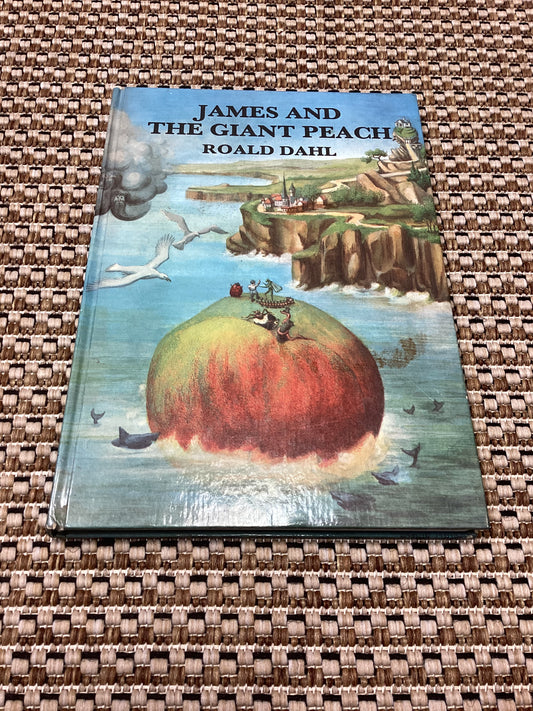 JAMES AND
THE GIANT PEACH
ROALD DAHL